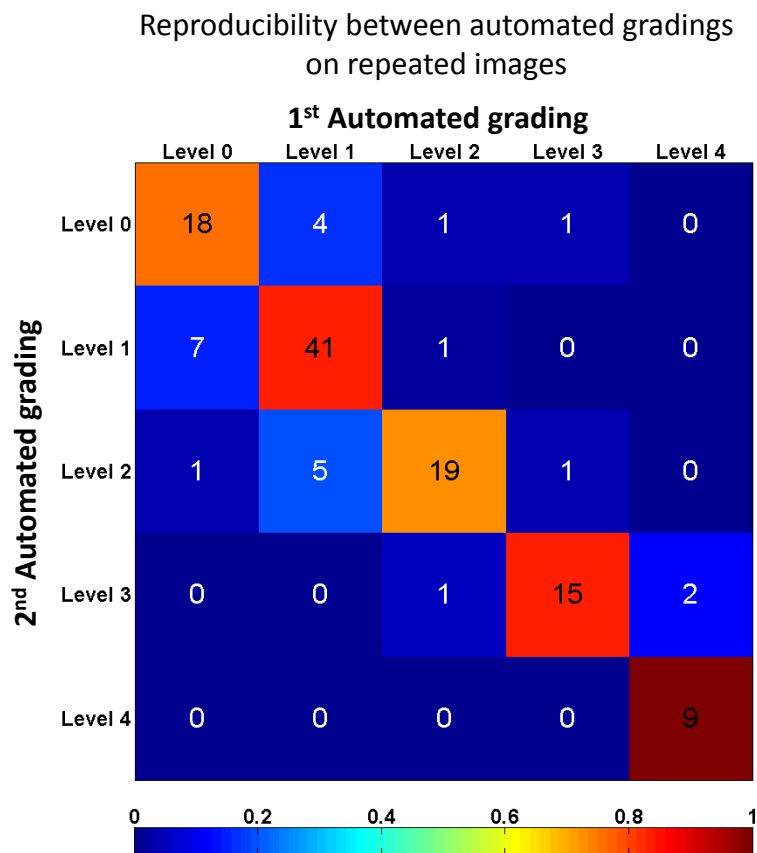 Reproducibility between automated gradings
on repeated images
1st Automated grading
Level 0 Level 1 Level 2 Level 3 Level 4
2nd Automated grading
Level 0 18 4 1 1 0
Level 1 7 41 1 0 0
Level 2 1 5 19 1 0
Level 3 0 0 1 15 2
Level 4 0 0 0 0 9
0 0.2 0.4 0.6 0.8 1